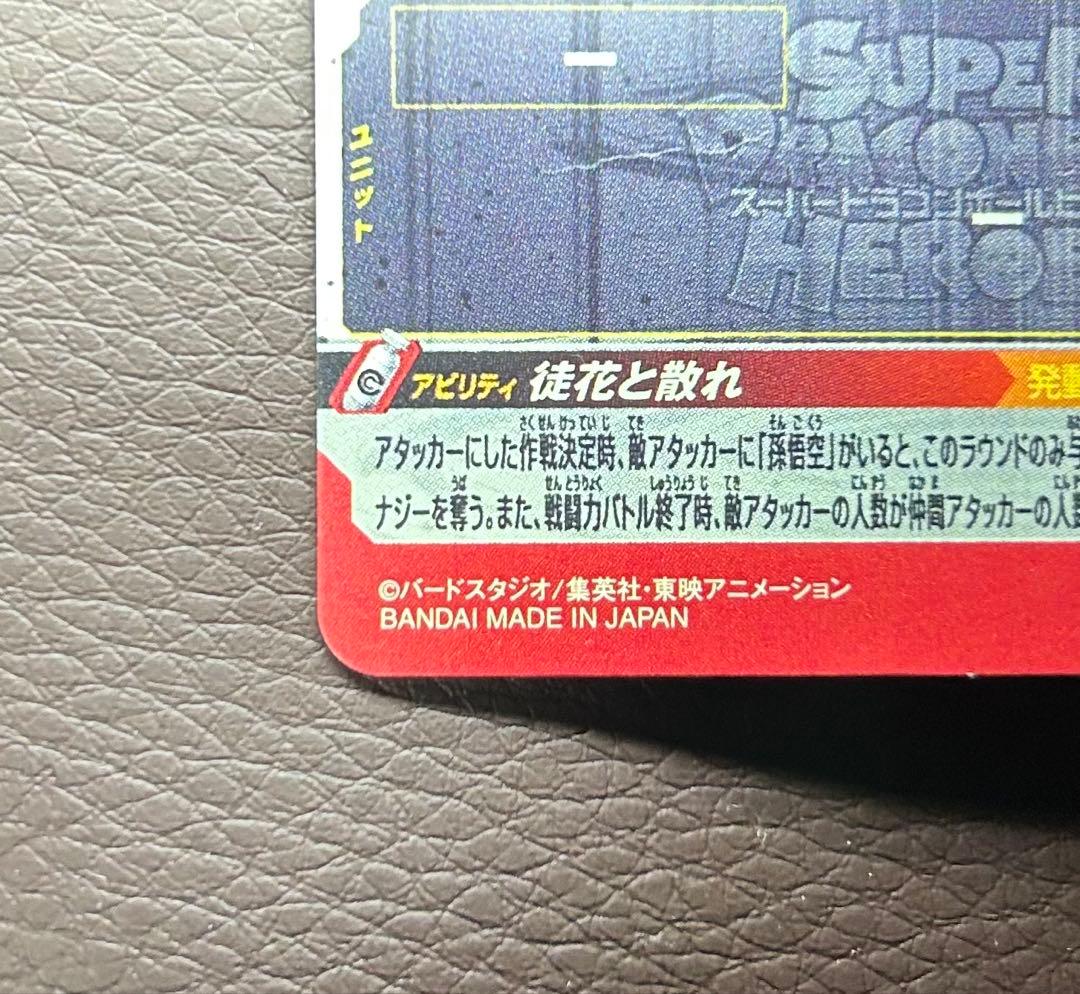 ー
SUPER
DRAGON
スーパードラゴンボールヒ
ー
HERO
ユニット
アビリティ 徒花と散れ 発動
アタッカーにした作戦決定時、敵アタッカーに「孫悟空」がいると、このラウンドのみ与
ナジーを奪う。また、戦闘力バトル終了時、敵アタッカーの人数が仲間アタッカーの人数
©バードスタジオ/集英社・東映アニメーション
BANDAI MADE IN JAPAN